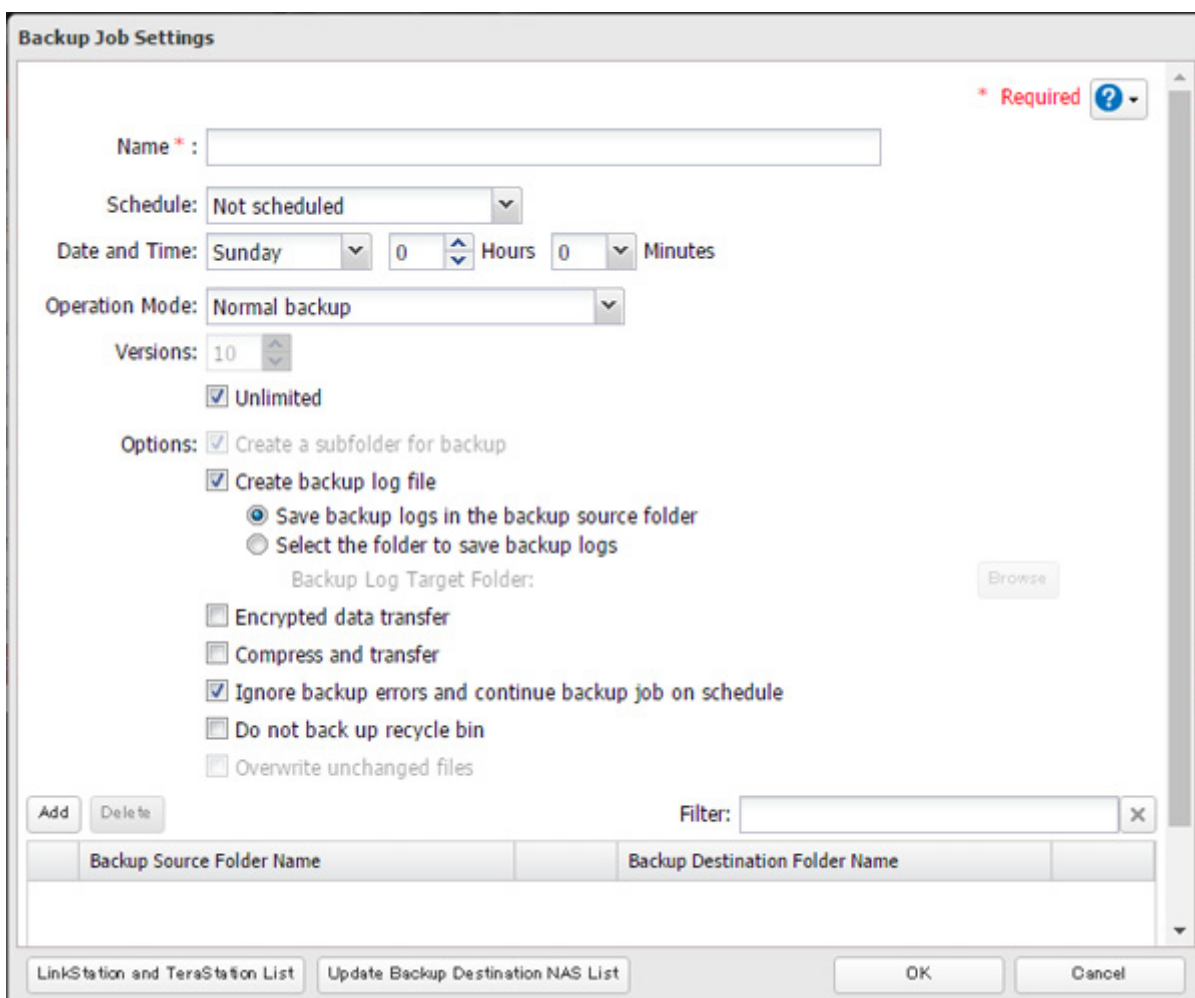 Backup Job Settings
* Required ?
Name * :
Schedule: Not scheduled
Date and Time: Sunday 0 Hours 0 Minutes
Operation Mode: Normal backup
Versions: 10
Unlimited
Options: Create a subfolder for backup
Create backup log file
Save backup logs in the backup source folder
Select the folder to save backup logs
Backup Log Target Folder: Browse
Encrypted data transfer
Compress and transfer
Ignore backup errors and continue backup job on schedule
Do not back up recycle bin
Overwrite unchanged files
Add Delete Filter:
Backup Source Folder Name Backup Destination Folder Name
LinkStation and TeraStation List Update Backup Destination NAS List OK Cancel